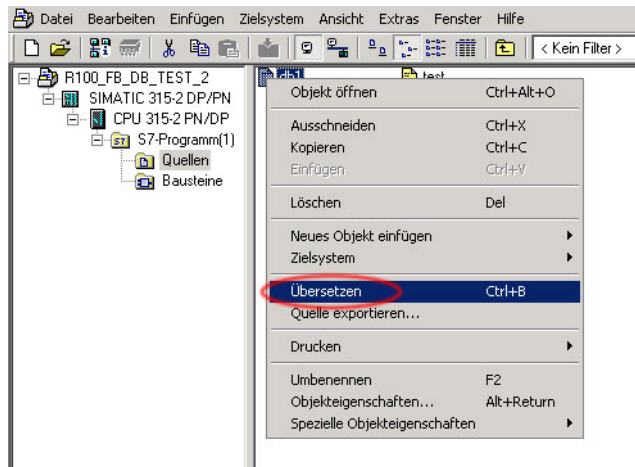 Datei Bearbeiten Einfügen Zielsystem Ansicht Extras Fenster Hilfe
< Kein Filter >
R100_FB_DB_TEST_2
SIMATIC 315-2 DP/PN
CPU 315-2 PN/DP
S7-Programm(1)
Quellen
Bausteine
db1 test
Objekt öffnen Ctrl+Alt+O
Ausschneiden Ctrl+X
Kopieren Ctrl+C
Einfügen Ctrl+V
Löschen Del
Neues Objekt einfügen
Zielsystem
Übersetzen Ctrl+B
Quelle exportieren...
Drucken
Umbenennen F2
Objekteigenschaften... Alt+Return
Spezielle Objekteigenschaften